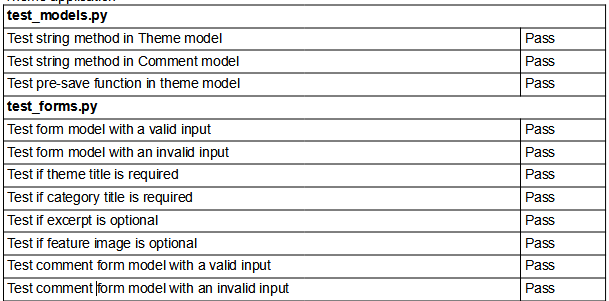 test_models.py
Test string method in Theme model Pass
Test string method in Comment model Pass
Test pre-save function in theme model Pass
test_forms.py
Test form model with a valid input Pass
Test form model with an invalid input Pass
Test if theme title is required Pass
Test if category title is required Pass
Test if excerpt is optional Pass
Test if feature image is optional Pass
Test comment form model with a valid input Pass
Test comment form model with an invalid input Pass